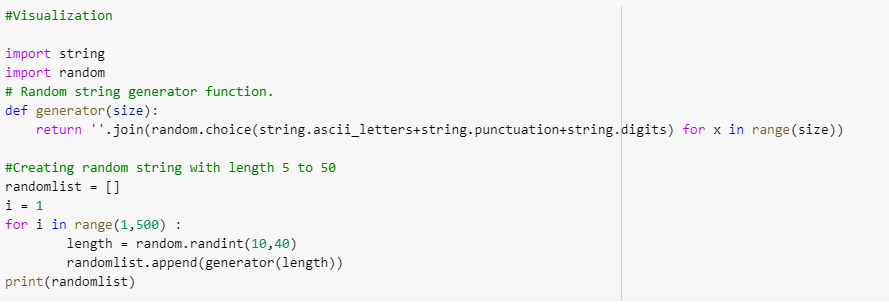 #Visualization
import string
import random
# Random string generator function.
def generator(size):
    return ''.join(random.choice(string.ascii_letters+string.punctuation+string.digits) for x in range(size))
#Creating random string with length 5 to 50
randomlist = []
i = 1
for i in range(1,500) :
        length = random.randint(10,40)
        randomlist.append(generator(length))
print(randomlist)